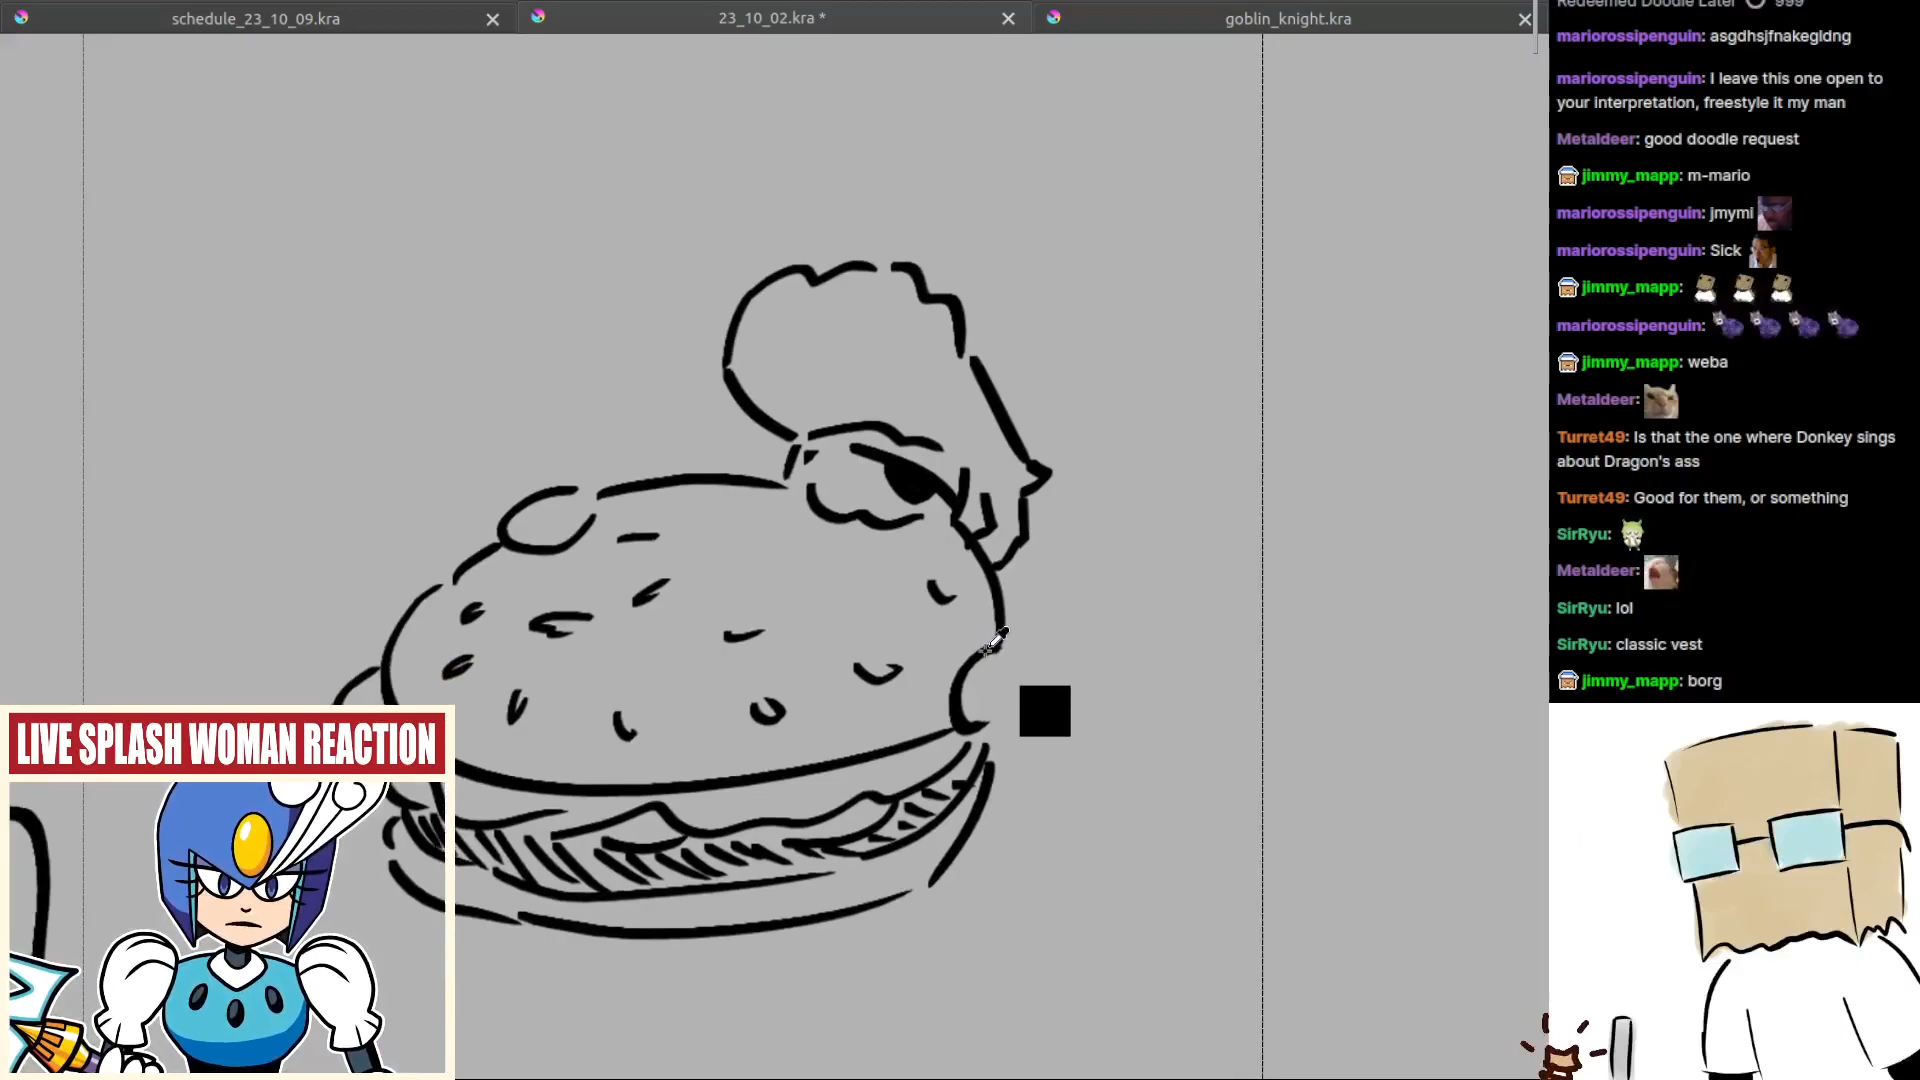 schedule_23_10_09.kra
23_10_02.kra *
goblin_knight.kra
Redeemed Doodle Later 999
mariorossipenguin: asgdhsjfnakegldng
mariorossipenguin: I leave this one open to
your interpretation, freestyle it my man
Metaldeer: good doodle request
jimmy_mapp: m-mario
mariorossipenguin: jmymi
mariorossipenguin: Sick
jimmy_mapp:
mariorossipenguin:
jimmy_mapp: weba
Metaldeer:
Turret49: Is that the one where Donkey sings
about Dragon's ass
Turret49: Good for them, or something
SirRyu:
Metaldeer:
SirRyu: lol
SirRyu: classic vest
jimmy_mapp: borg
LIVE SPLASH WOMAN REACTION